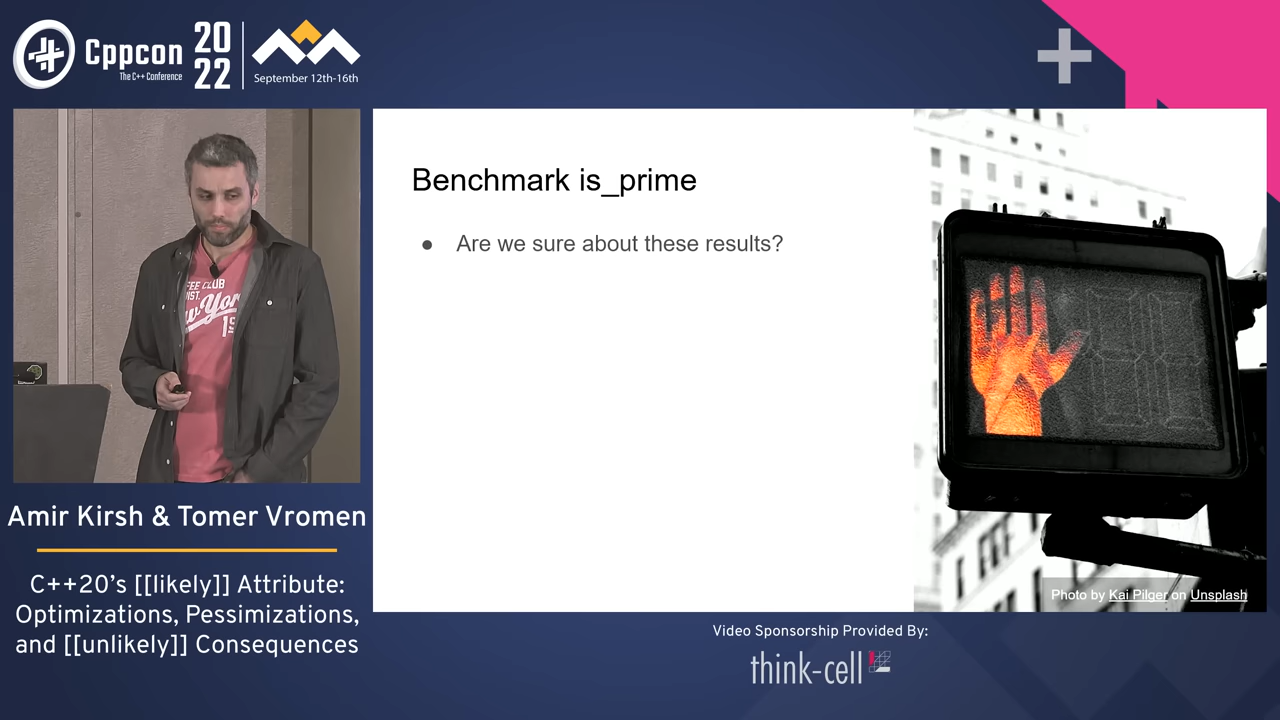 Cppcon
The C++ Conference
20
22
September 12th-16th
Benchmark is_prime
● Are we sure about these results?
Photo by Kai Pilger on Unsplash
Amir Kirsh & Tomer Vromen
C++20’s [[likely]] Attribute:
Optimizations, Pessimizations,
and [[unlikely]] Consequences
Video Sponsorship Provided By:
think-cell